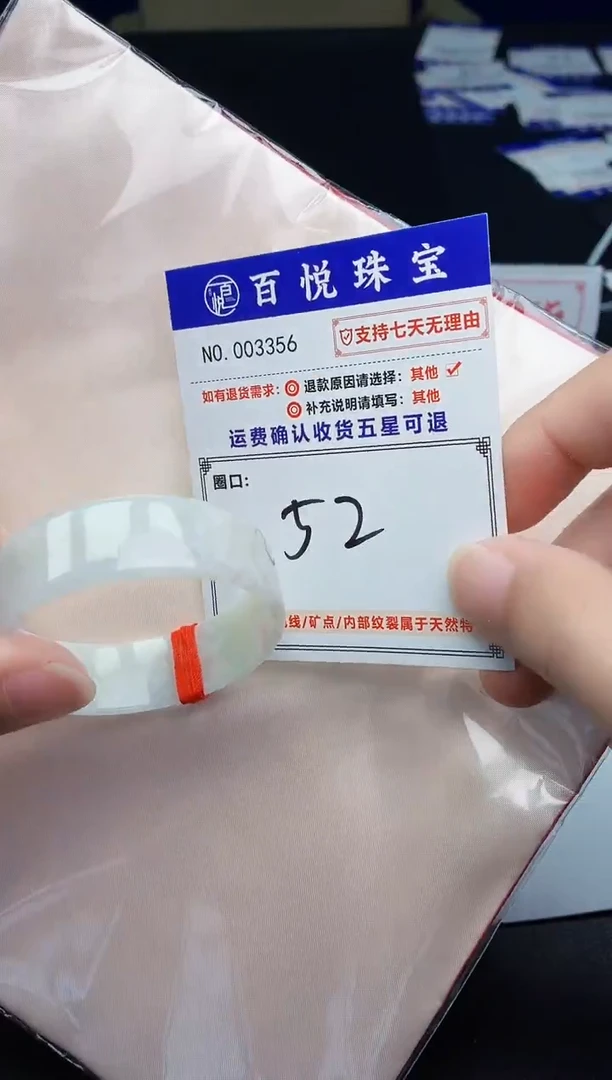 百悦珠宝
NO.003356
支持七天无理由
如有退货需求: 退款原因请选择: 其他
补充说明请填写: 其他
运费确认收货五星可退
圈口:
52
线/矿点/内部纹裂属于天然特